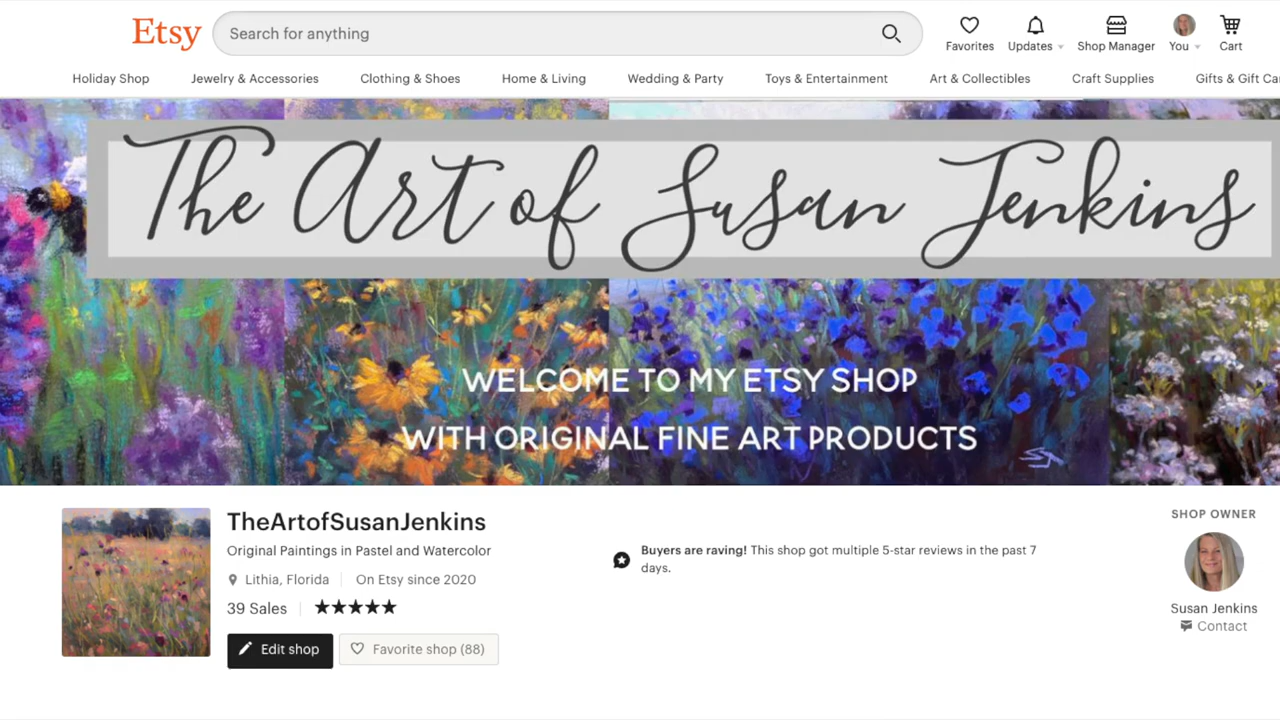 Etsy
Search for anything
Favorites
Updates
Shop Manager
You
Cart
Holiday Shop
Jewelry & Accessories
Clothing & Shoes
Home & Living
Wedding & Party
Toys & Entertainment
Art & Collectibles
Craft Supplies
Gifts & Gift Ca
The Art of Susan Jenkins
WELCOME TO MY ETSY SHOP
WITH ORIGINAL FINE ART PRODUCTS
SJ
TheArtofSusanJenkins
Original Paintings in Pastel and Watercolor
Lithia, Florida
On Etsy since 2020
39 Sales
Edit shop
Favorite shop (88)
Buyers are raving! This shop got multiple 5-star reviews in the past 7
days.
SHOP OWNER
Susan Jenkins
Contact